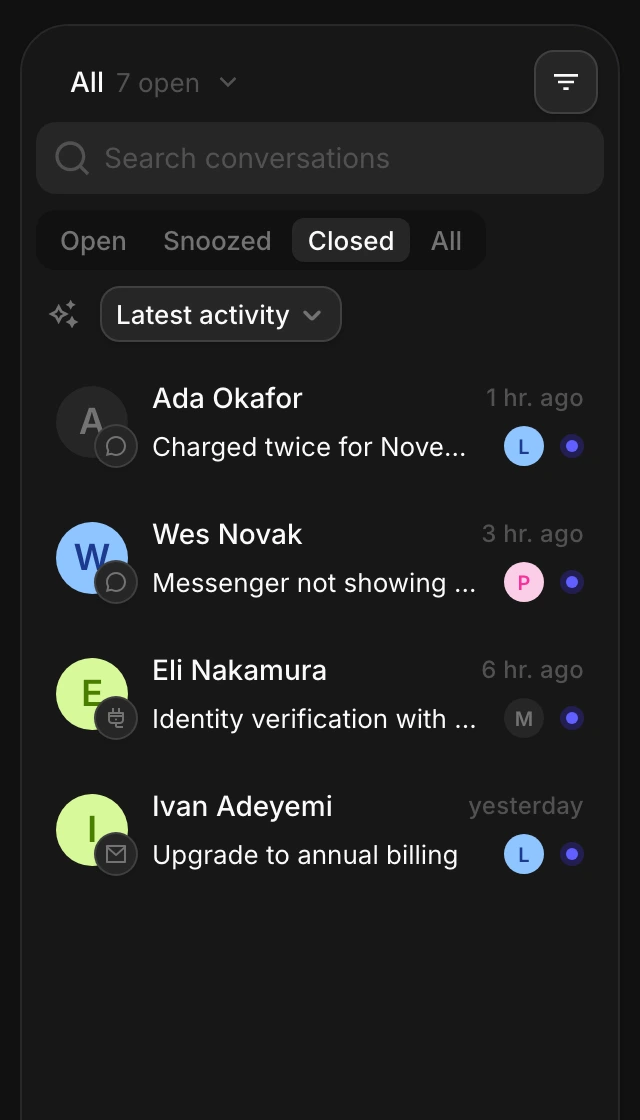 All 7 open
Search conversations
Open Snoozed Closed All
Latest activity
A Ada Okafor 1 hr. ago
Charged twice for Nove... L
W Wes Novak 3 hr. ago
Messenger not showing ... P
E Eli Nakamura 6 hr. ago
Identity verification with ... M
I Ivan Adeyemi yesterday
Upgrade to annual billing L